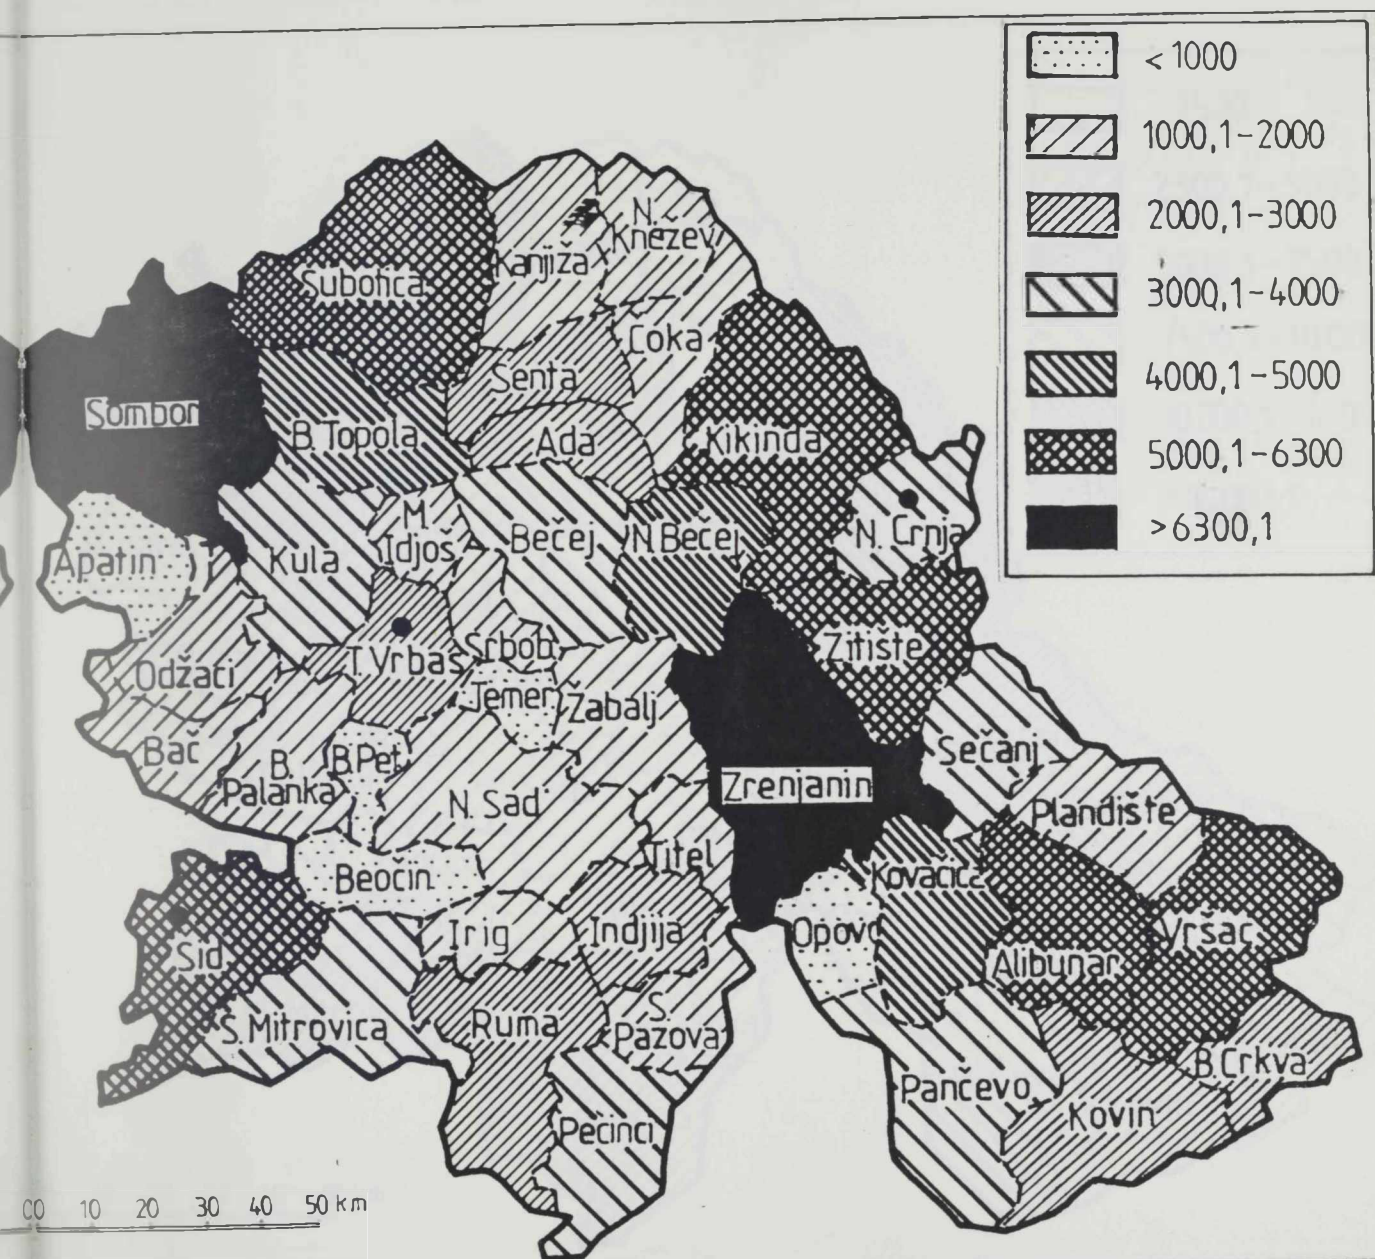 < 1000
1000,1-2000
2000,1-3000
3000,1-4000
4000,1-5000
5000,1-6300
>6300,1
N.
Knežev
Kanjiža
Subotica
Čoka
Senta
Sombor
B. Topola
Ada
Kikinda
M.
Idjoš
Bečej
N. Bečej
N. Crnja
Kula
Apatin
Srbob.
Žitište
T. Vrbas
Odžaci
Temer
Žabalj
Bač
B. Pet.
Sečanj
B.
Palanka
N. Sad
Zrenjanin
Plandište
Titel
Beočin
Kovačica
Irig
Indjija
Opovo
Vršac
Šid
Alibunar
S. Mitrovica
Ruma
S.
Pazova
B. Crkva
Pančevo
Kovin
Pećinci
00 10 20 30 40 50 km